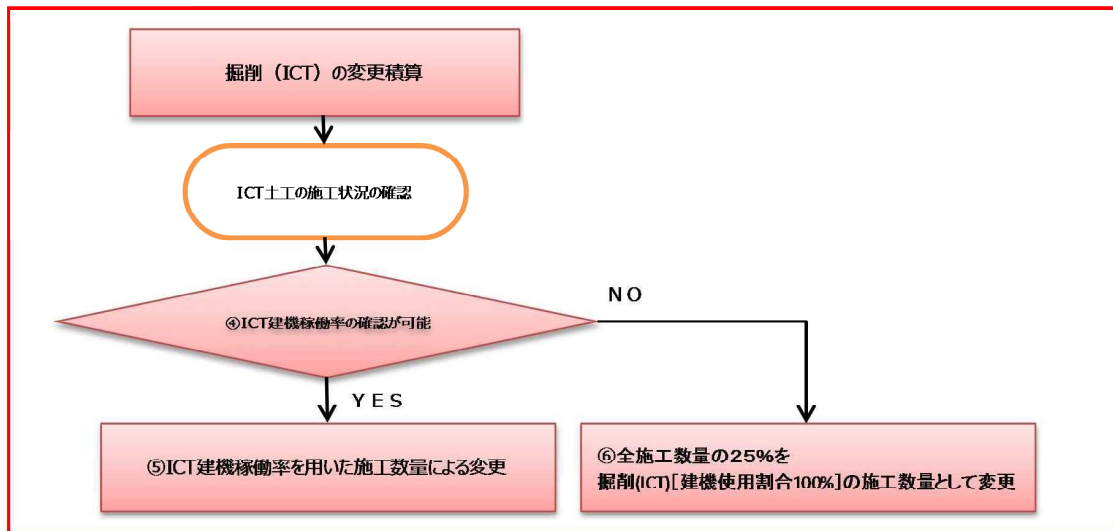 掘削（ICT）の変更積算
ICT土工の施工状況の確認
④ICT建機稼働率の確認が可能
NO
YES
⑤ICT建機稼働率を用いた施工数量による変更
⑥全施工数量の25%を
掘削(ICT)[建機使用割合100%]の施工数量として変更